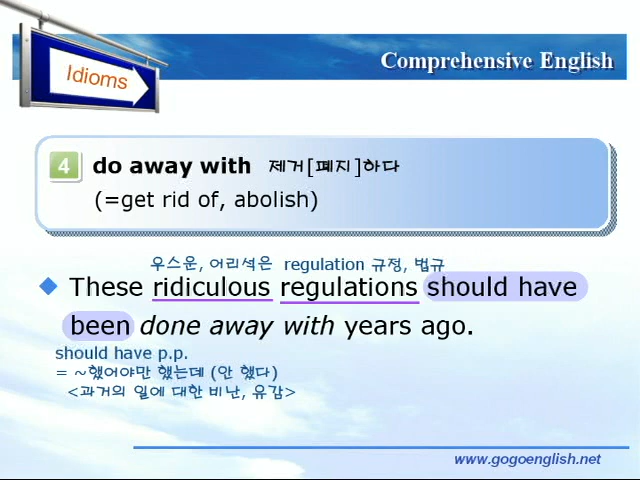 Idioms
Comprehensive English
4 do away with 제거[폐지]하다
(=get rid of, abolish)
우스운, 어리석은 regulation 규정, 법규
These ridiculous regulations should have
been done away with years ago.
should have p.p.
= ~했어야만 했는데 (안 했다)
<과거의 일에 대한 비난, 유감>
www.gogoenglish.net